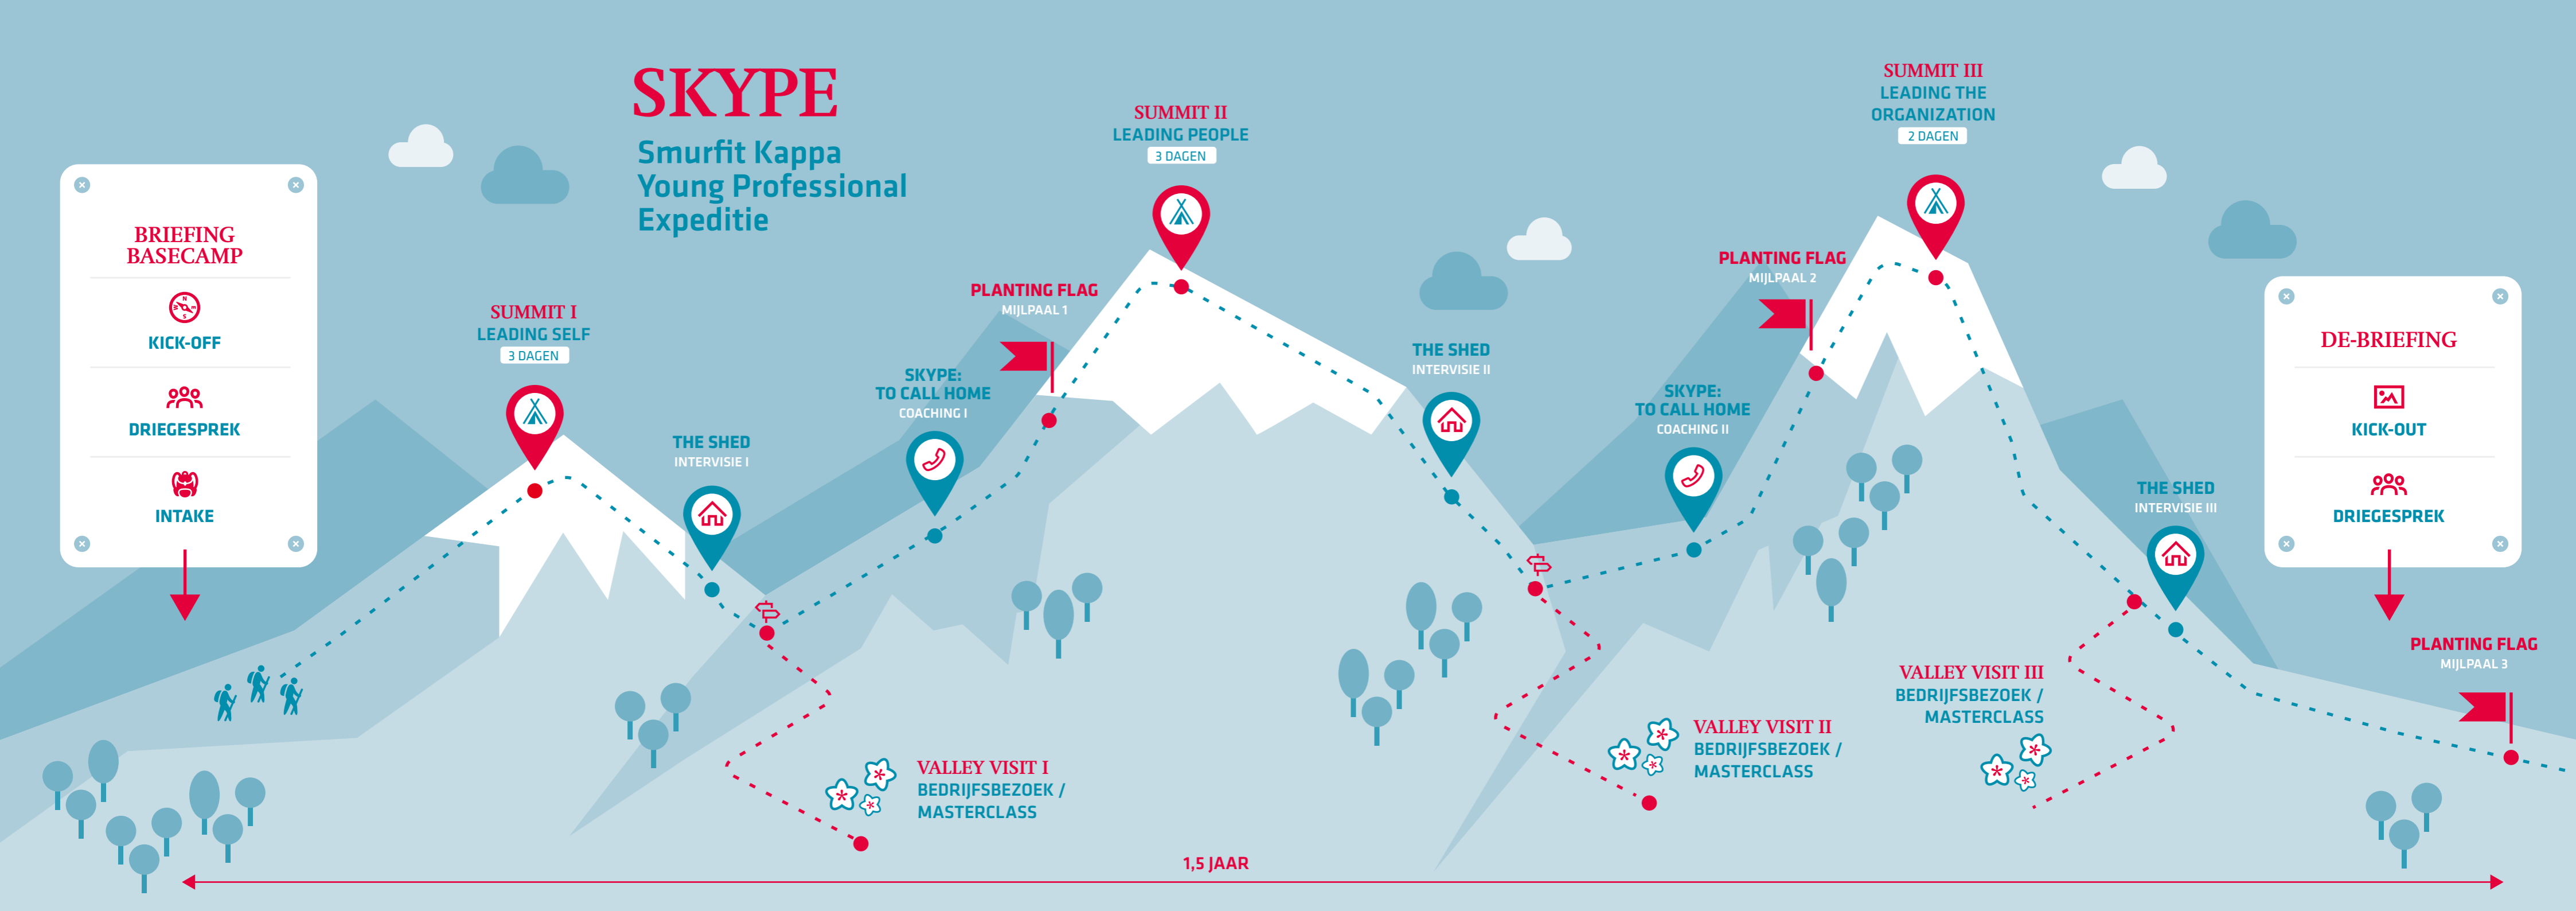 SKYPE
Smurfit Kappa
Young Professional
Expeditie
BRIEFING
BASECAMP
N
KICK-OFF
DRIEGESPREK
INTAKE
SUMMIT I
LEADING SELF
3 DAGEN
THE SHED
INTERVISIE I
VALLEY VISIT I
BEDRIJFSBEZOEK /
MASTERCLASS
SKYPE:
TO CALL HOME
COACHING I
PLANTING FLAG
MIJLPAAL 1
SUMMIT II
LEADING PEOPLE
3 DAGEN
THE SHED
INTERVISIE II
VALLEY VISIT II
BEDRIJFSBEZOEK /
MASTERCLASS
SKYPE:
TO CALL HOME
COACHING II
PLANTING FLAG
MIJLPAAL 2
SUMMIT III
LEADING THE
ORGANIZATION
2 DAGEN
VALLEY VISIT III
BEDRIJFSBEZOEK /
MASTERCLASS
THE SHED
INTERVISIE III
DE-BRIEFING
KICK-OUT
DRIEGESPREK
PLANTING FLAG
MIJLPAAL 3
1,5 JAAR